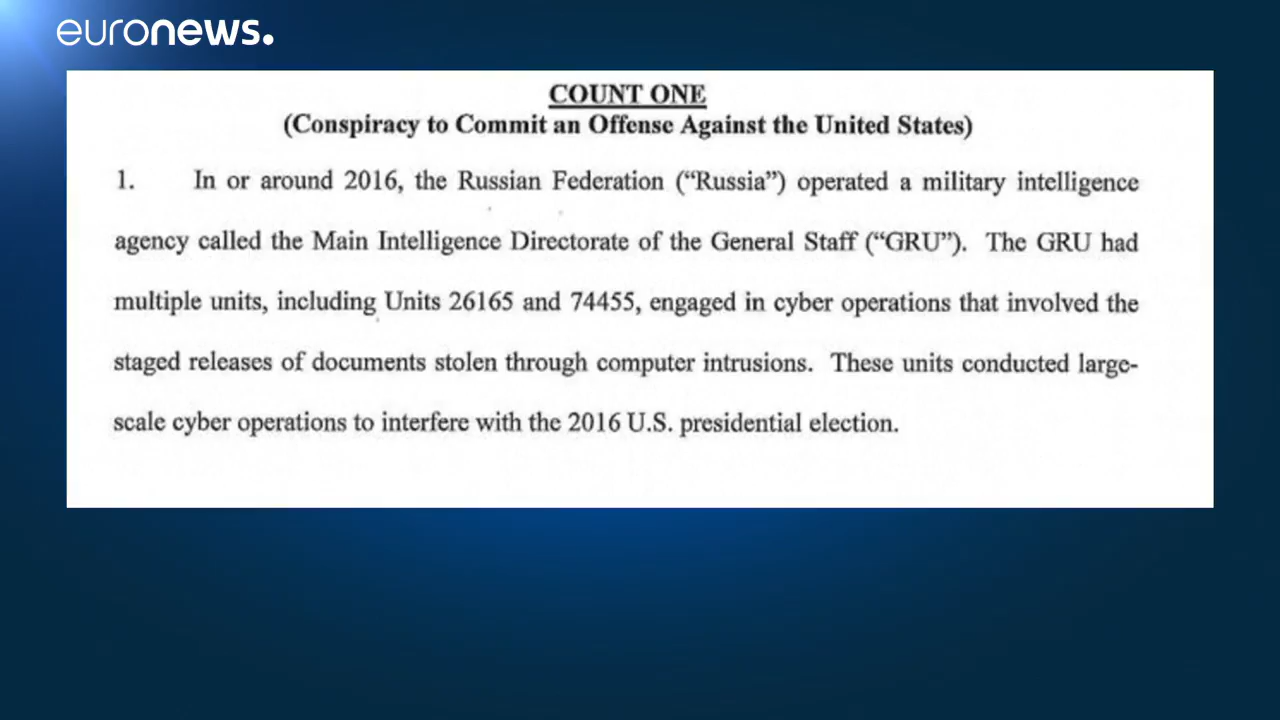 euronews.
COUNT ONE
(Conspiracy to Commit an Offense Against the United States)
1. In or around 2016, the Russian Federation (“Russia”) operated a military intelligence
agency called the Main Intelligence Directorate of the General Staff (“GRU”). The GRU had
multiple units, including Units 26165 and 74455, engaged in cyber operations that involved the
staged releases of documents stolen through computer intrusions. These units conducted large-
scale cyber operations to interfere with the 2016 U.S. presidential election.